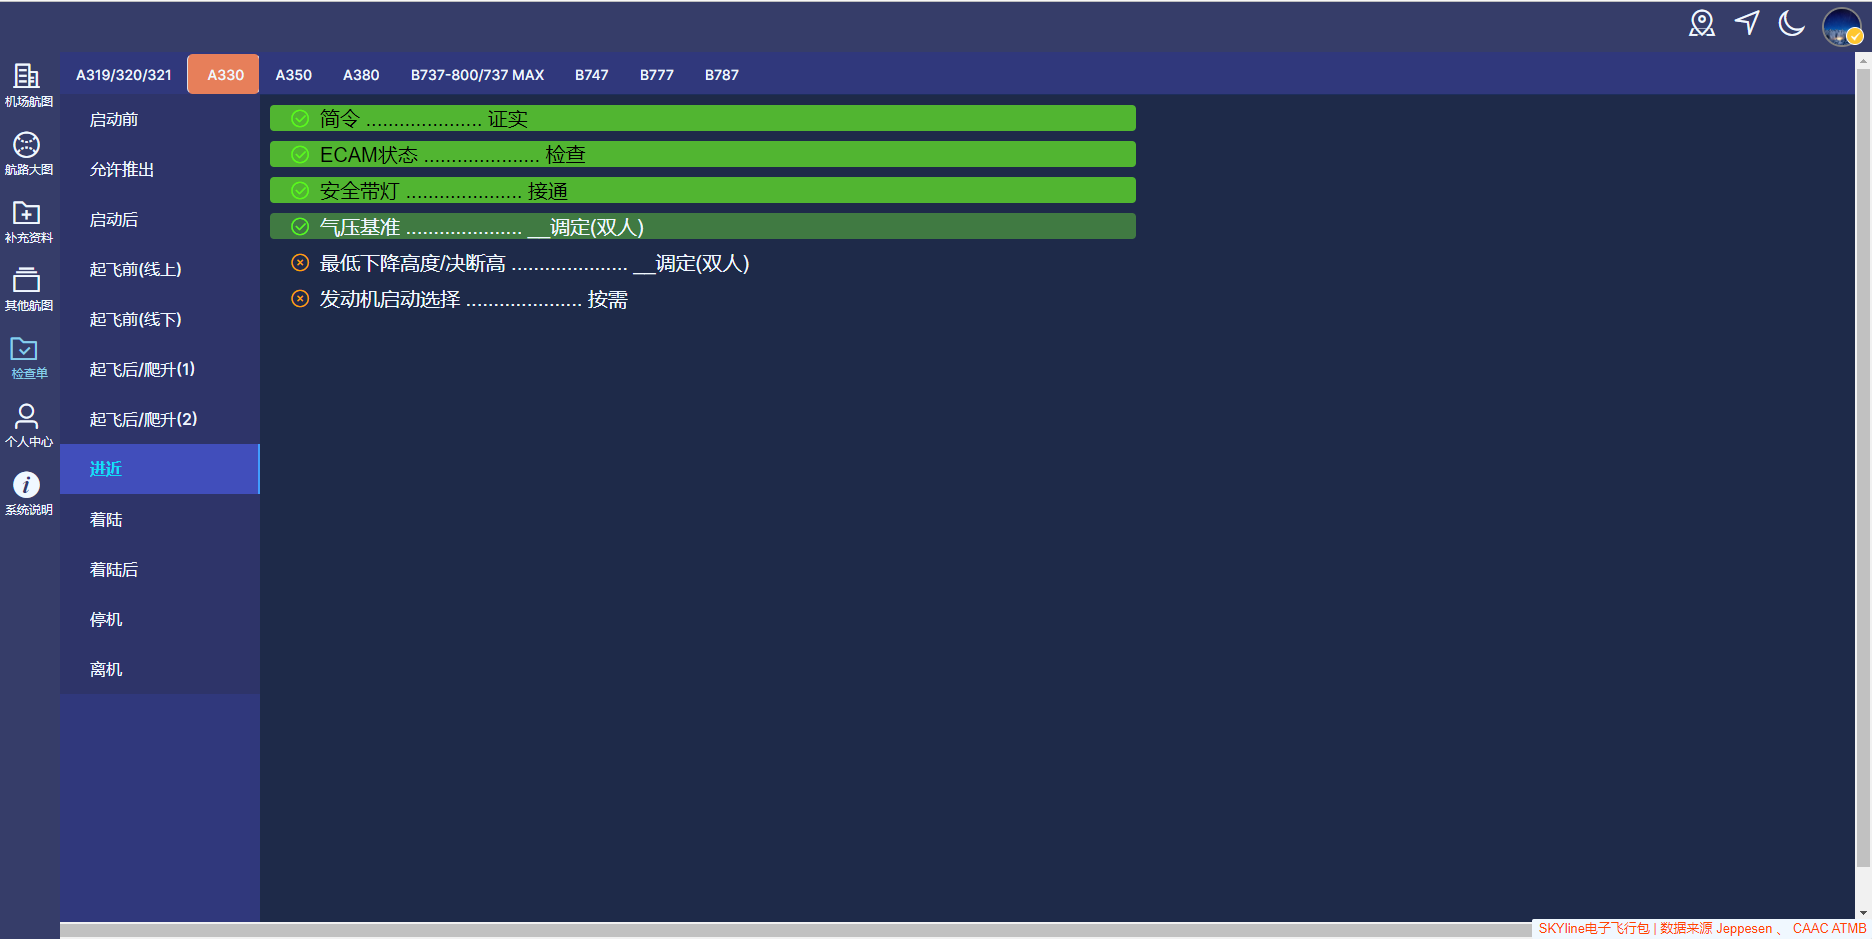 A319/320/321 A330 A350 A380 B737-800/737 MAX B747 B777 B787
机场航图
航路大图
补充资料
其他航图
检查单
个人中心
系统说明
启动前
允许推出
启动后
起飞前(线上)
起飞前(线下)
起飞后/爬升(1)
起飞后/爬升(2)
进近
着陆
着陆后
停机
离机
简令 ..................... 证实
ECAM状态 ..................... 检查
安全带灯 ..................... 接通
气压基准 ..................... __调定(双人)
最低下降高度/决断高 ..................... __调定(双人)
发动机启动选择 ..................... 按需
SKYline电子飞行包 | 数据来源 Jeppesen 、 CAAC ATMB